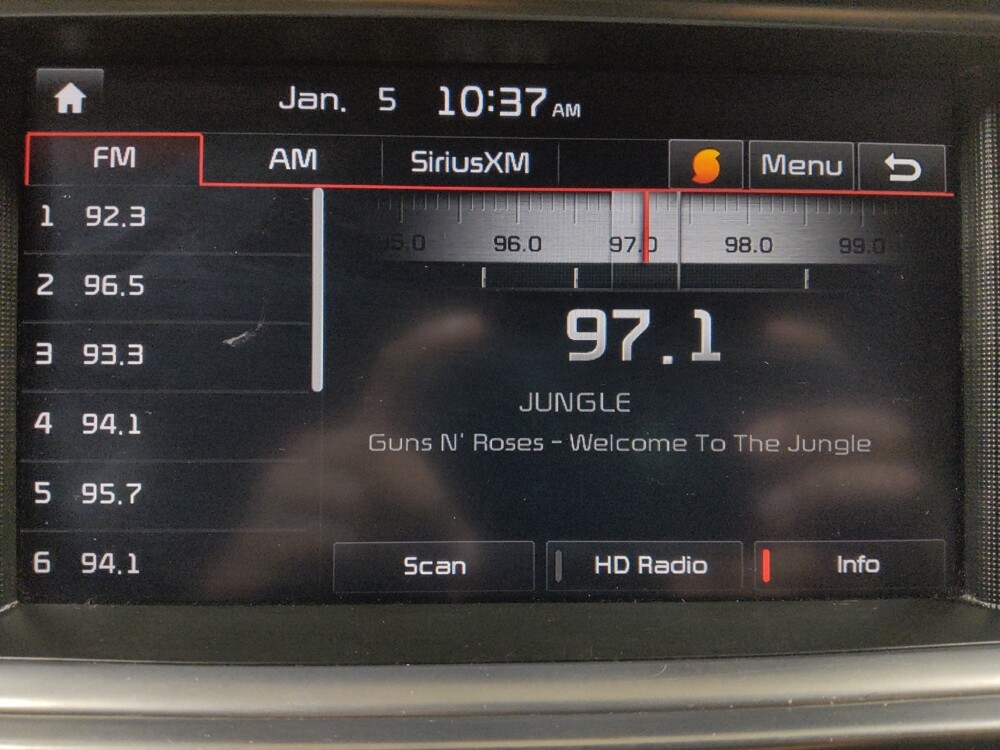 Jan. 5 10:37 AM
FM AM SiriusXM Menu
1 92.3
2 96.5
3 93.3
4 94.1
5 95.7
6 94.1
96.0 97.0 98.0 99.0
97.1
JUNGLE
Guns N' Roses - Welcome To The Jungle
Scan HD Radio Info